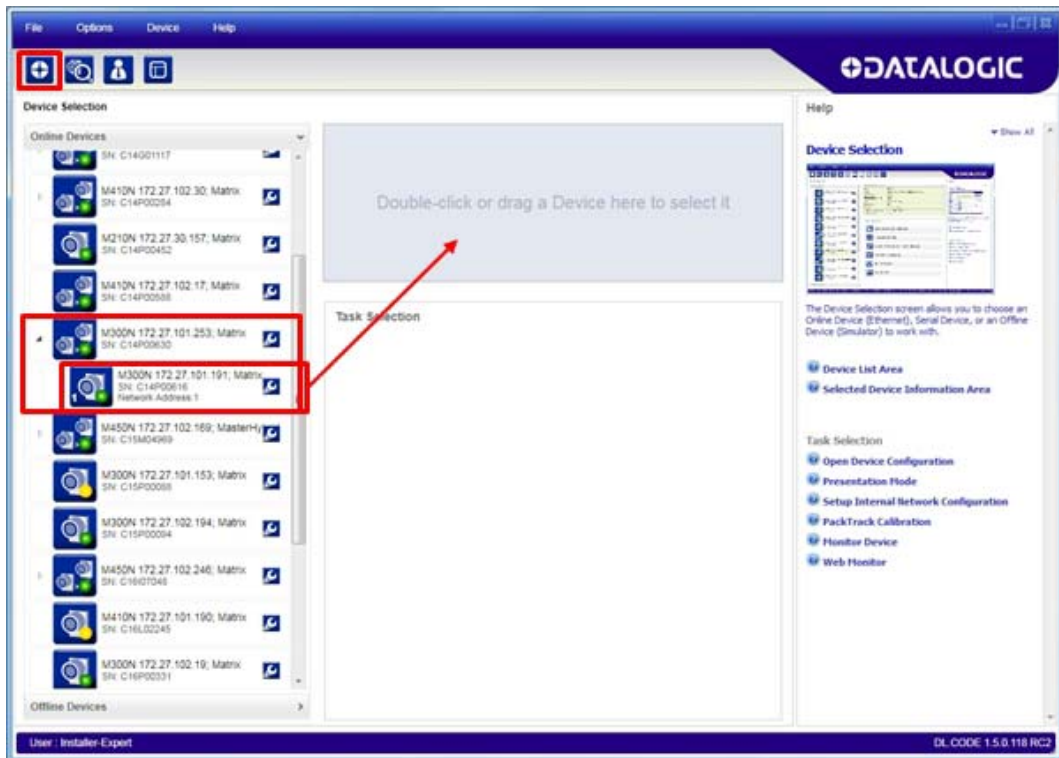 File Options Device Help
DATALOGIC
Device Selection
Help
Online Devices
Show All
SN: C14G01117
Device Selection
M410N 172.27.102.30; Matrix
SN: C14P00264
Double-click or drag a Device here to select it
M210N 172.27.30.157; Matrix
SN: C14P00452
M410N 172.27.102.17; Matrix
SN: C14P00588
The Device Selection screen allows you to choose an
Online Device (Ethernet), Serial Device, or an Offline
Device (Simulator) to work with.
Task Selection
M300N 172.27.101.253; Matrix
SN: C14P00630
Device List Area
M300N 172.27.101.191; Matrix
SN: C14P00616
Network Address:1
1
Selected Device Information Area
M450N 172.27.102.169; MasterHy
SN: C15M04969
Task Selection
Open Device Configuration
M300N 172.27.101.153; Matrix
SN: C15P00088
Presentation Mode
Setup Internal Network Configuration
M300N 172.27.102.194; Matrix
SN: C15P00094
PackTrack Calibration
Monitor Device
Web Monitor
M450N 172.27.102.246; Matrix
SN: C16I07048
M410N 172.27.101.190; Matrix
SN: C16L02245
M300N 172.27.102.19; Matrix
SN: C16P00331
Offline Devices
User : Installer-Expert
DL.CODE 1.5.0.118 RC2